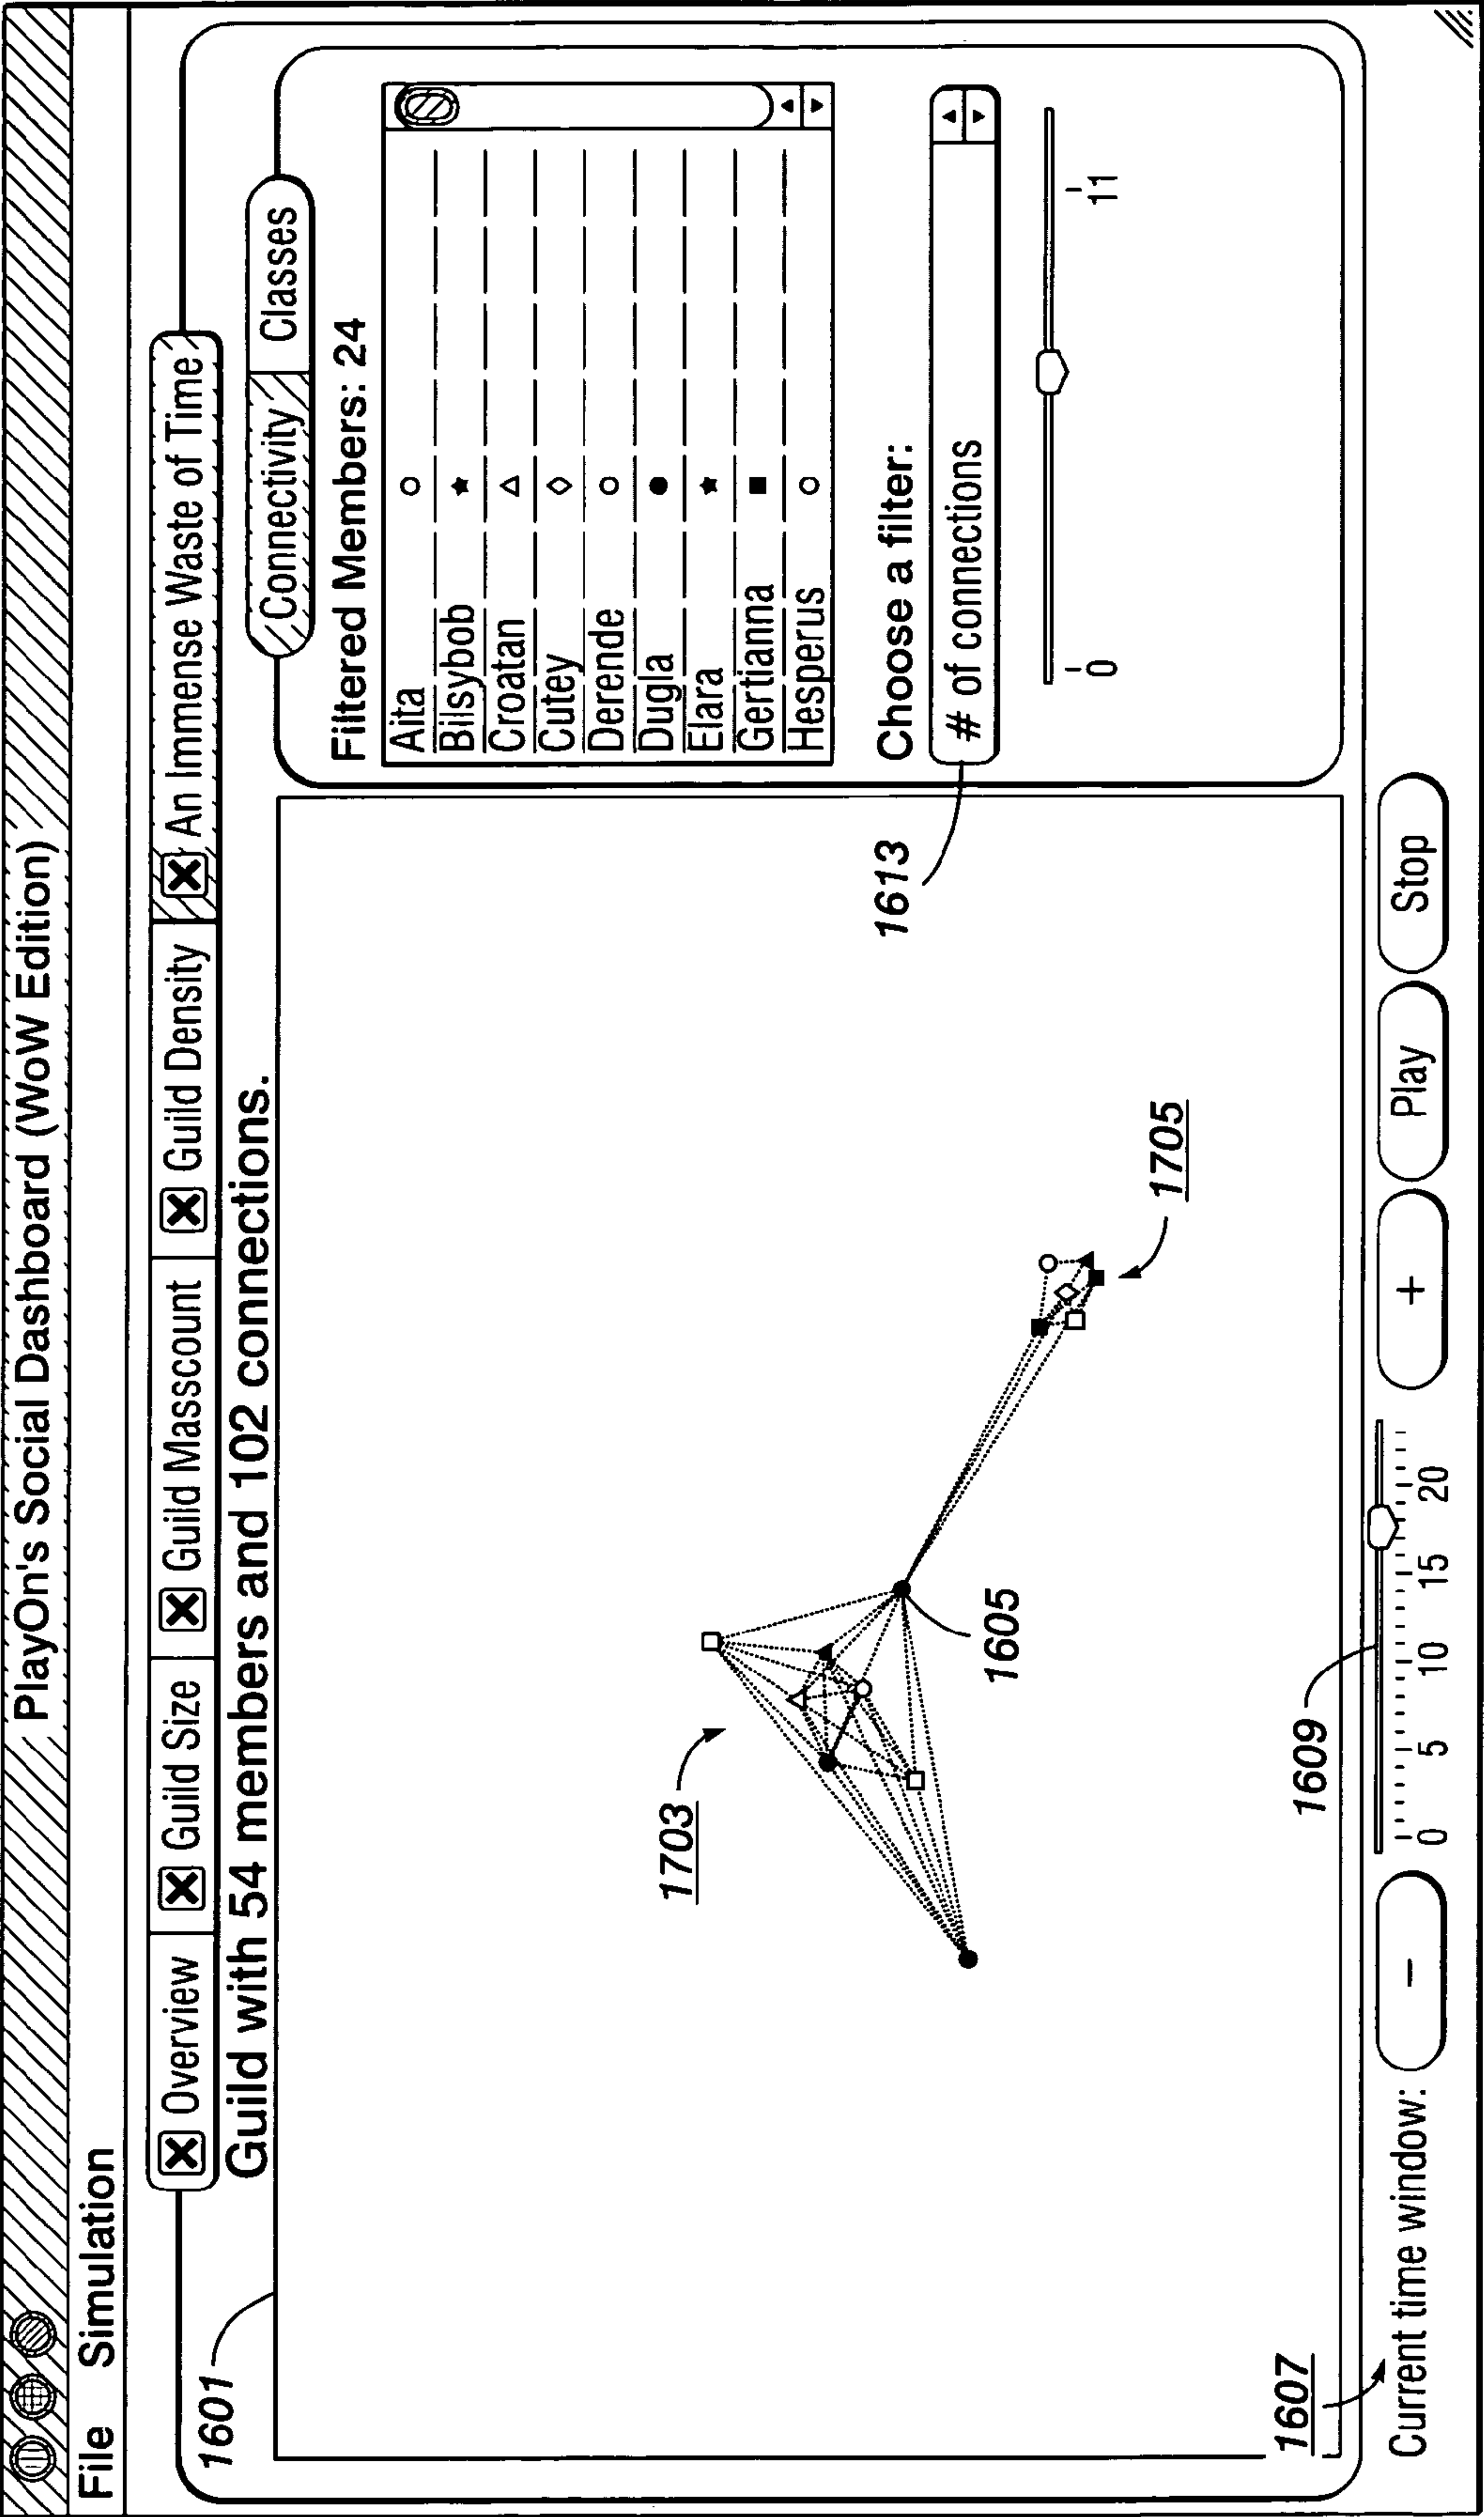 PlayOn's Social Dashboard (WoW Edition)
File Simulation
Overview Guild Size Guild Masscount Guild Density An Immense Waste of Time
Guild with 54 members and 102 connections.
1601
Connectivity Classes
Filtered Members: 24
Aita
Bilsybob
Croatan
Cutey
Derende
Dugla
Elara
Gertianna
Hesperus
Choose a filter:
# of connections
1613
0 11
1703
1605
1705
1607
1609
Current time window: − 0 5 10 15 20 + Play Stop